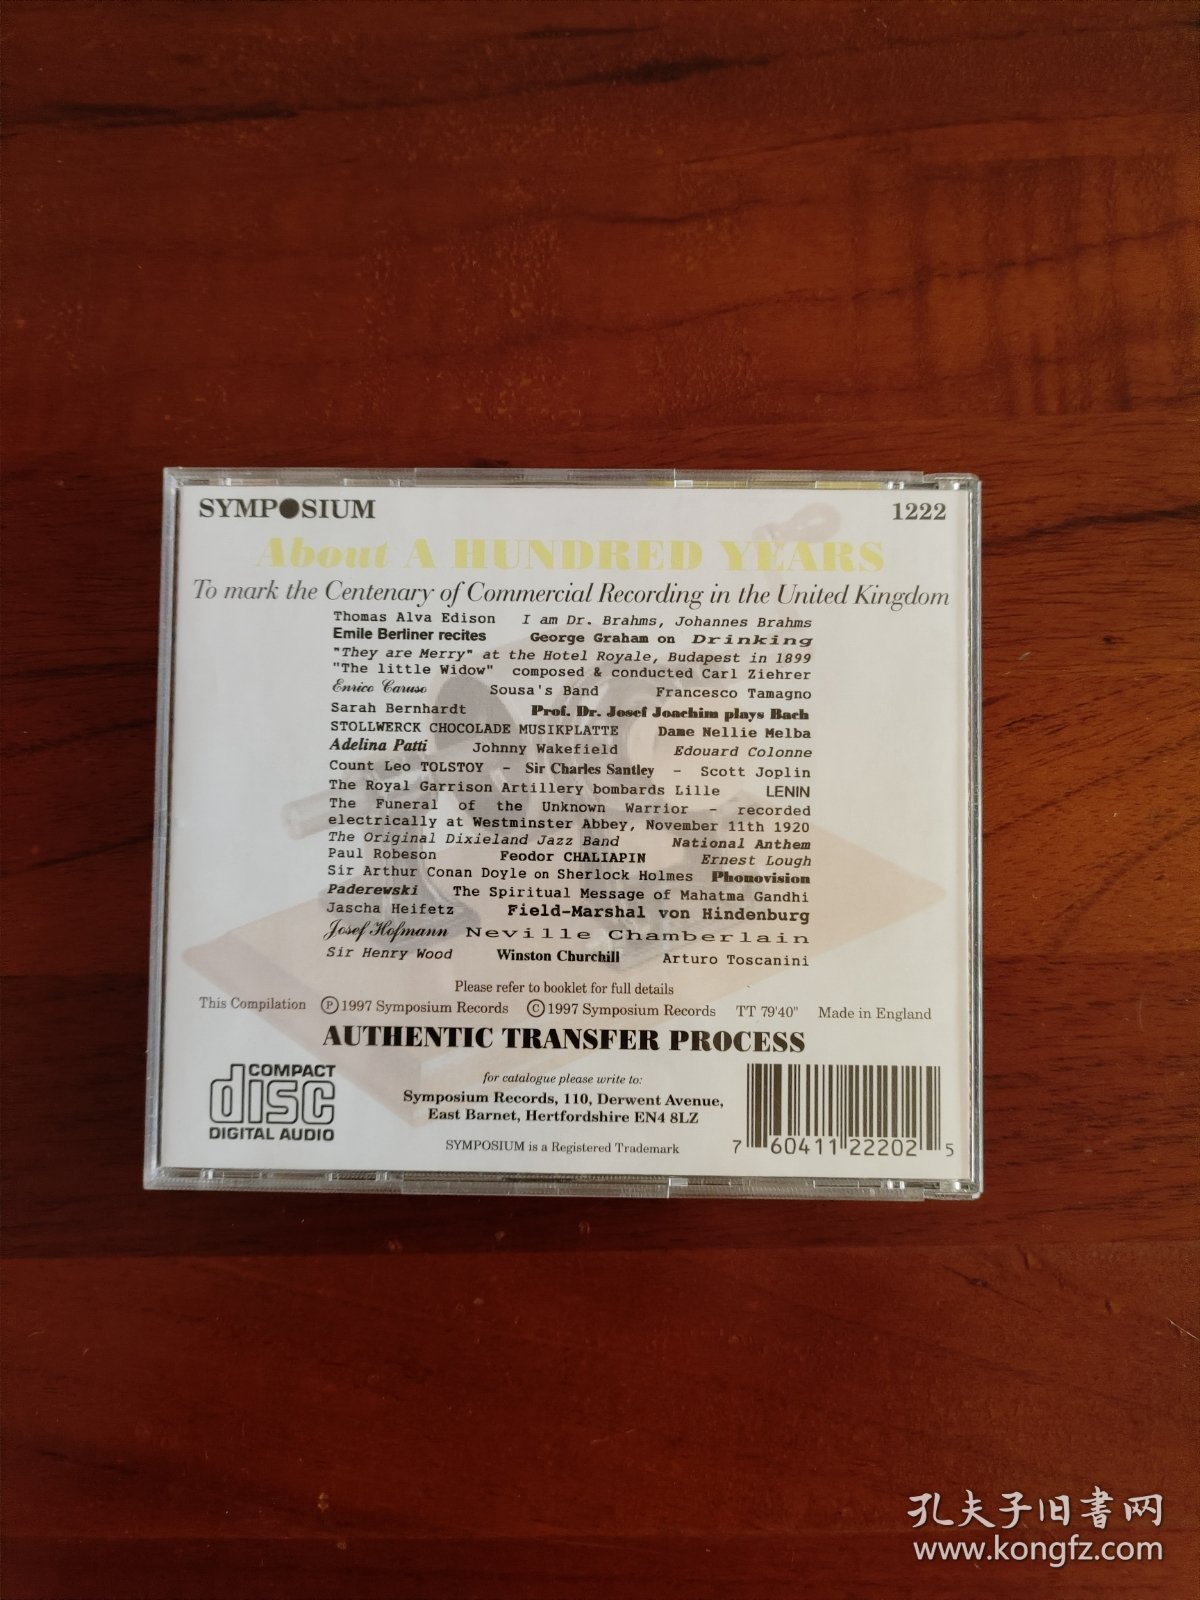 SYMPOSIUM 1222
About A HUNDRED YEARS
To mark the Centenary of Commercial Recording in the United Kingdom
Thomas Alva Edison I am Dr. Brahms, Johannes Brahms
Emile Berliner recites George Graham on Drinking
"They are Merry" at the Hotel Royale, Budapest in 1899
"The little Widow" composed & conducted Carl Ziehrer
Enrico Caruso Sousa's Band Francesco Tamagno
Sarah Bernhardt Prof. Dr. Josef Joachim plays Bach
STOLLWERCK CHOCOLADE MUSIKPLATTE Dame Nellie Melba
Adelina Patti Johnny Wakefield Edouard Colonne
Count Leo TOLSTOY – Sir Charles Santley – Scott Joplin
The Royal Garrison Artillery bombards Lille LENIN
The Funeral of the Unknown Warrior – recorded
electrically at Westminster Abbey, November 11th 1920
The Original Dixieland Jazz Band National Anthem
Paul Robeson Feodor CHALIAPIN Ernest Lough
Sir Arthur Conan Doyle on Sherlock Holmes Phonovision
Paderewski The Spiritual Message of Mahatma Gandhi
Jascha Heifetz Field-Marshal von Hindenburg
Josef Hofmann Neville Chamberlain
Sir Henry Wood Winston Churchill Arturo Toscanini
Please refer to booklet for full details
This Compilation Ⓟ 1997 Symposium Records © 1997 Symposium Records TT 79'40" Made in England
AUTHENTIC TRANSFER PROCESS
COMPACT
disc
DIGITAL AUDIO
for catalogue please write to:
Symposium Records, 110, Derwent Avenue,
East Barnet, Hertfordshire EN4 8LZ
SYMPOSIUM is a Registered Trademark
7 60411 22202 5
孔夫子旧书网
www.kongfz.com